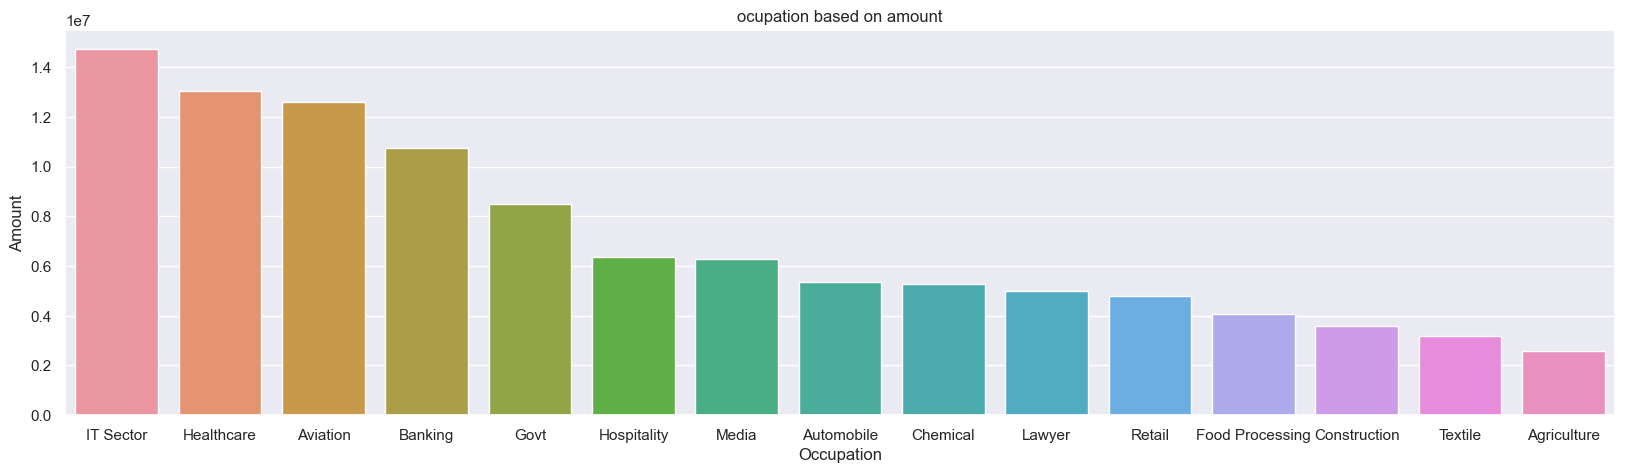 ocupation based on amount
1e7
1.4
1.2
1.0
0.8
0.6
0.4
0.2
0.0
Amount
IT Sector Healthcare Aviation Banking Govt Hospitality Media Automobile Chemical Lawyer Retail Food Processing Construction Textile Agriculture
Occupation